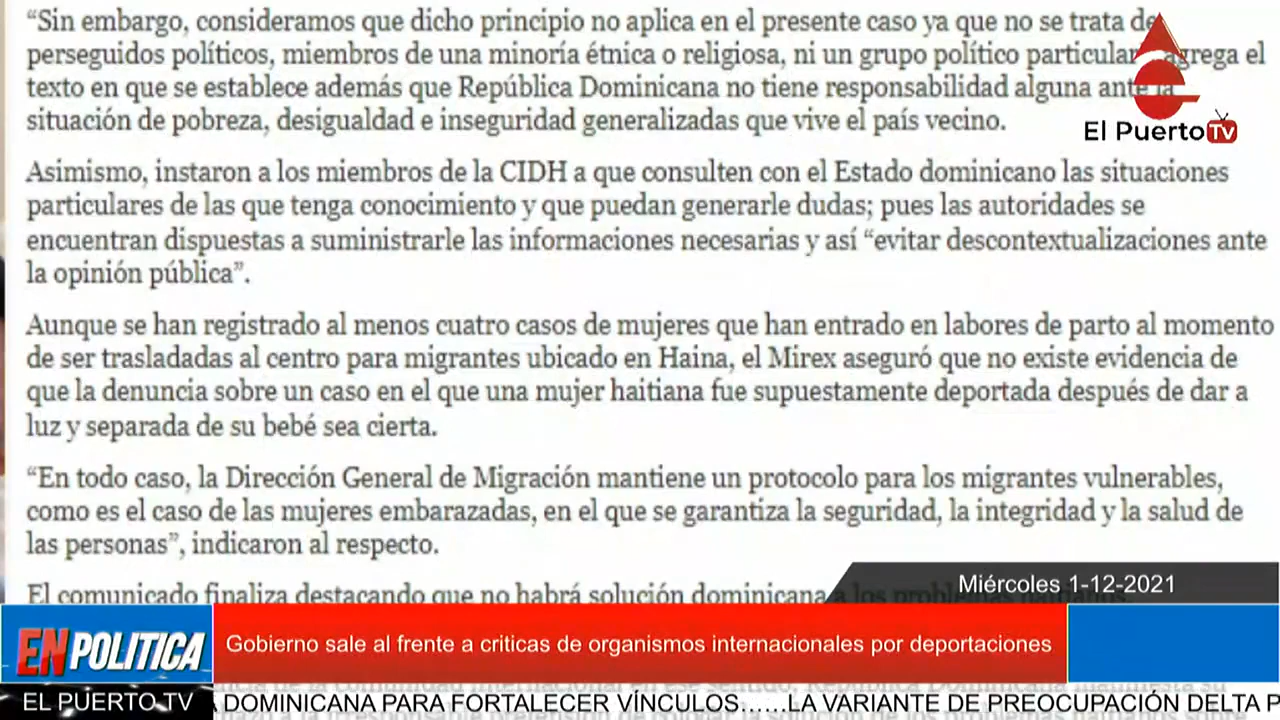 “Sin embargo, consideramos que dicho principio no aplica en el presente caso ya que no se trata de
perseguidos políticos, miembros de una minoría étnica o religiosa, ni un grupo político particular agrega el
texto en que se establece además que República Dominicana no tiene responsabilidad alguna ante la
situación de pobreza, desigualdad e inseguridad generalizadas que vive el país vecino.
El PuertoTV
Asimismo, instaron a los miembros de la CIDH a que consulten con el Estado dominicano las situaciones
particulares de las que tenga conocimiento y que puedan generarle dudas; pues las autoridades se
encuentran dispuestas a suministrarle las informaciones necesarias y así “evitar descontextualizaciones ante
la opinión pública”.
Aunque se han registrado al menos cuatro casos de mujeres que han entrado en labores de parto al momento
de ser trasladadas al centro para migrantes ubicado en Haina, el Mirex aseguró que no existe evidencia de
que la denuncia sobre un caso en el que una mujer haitiana fue supuestamente deportada después de dar a
luz y separada de su bebé sea cierta.
“En todo caso, la Dirección General de Migración mantiene un protocolo para los migrantes vulnerables,
como es el caso de las mujeres embarazadas, en el que se garantiza la seguridad, la integridad y la salud de
las personas”, indicaron al respecto.
El comunicado finaliza destacando que no habrá solución dominicana a los problemas
Miércoles 1-12-2021
EN POLITICA
Gobierno sale al frente a criticas de organismos internacionales por deportaciones
EL PUERTO TV
A DOMINICANA PARA FORTALECER VÍNCULOS……LA VARIANTE DE PREOCUPACIÓN DELTA P